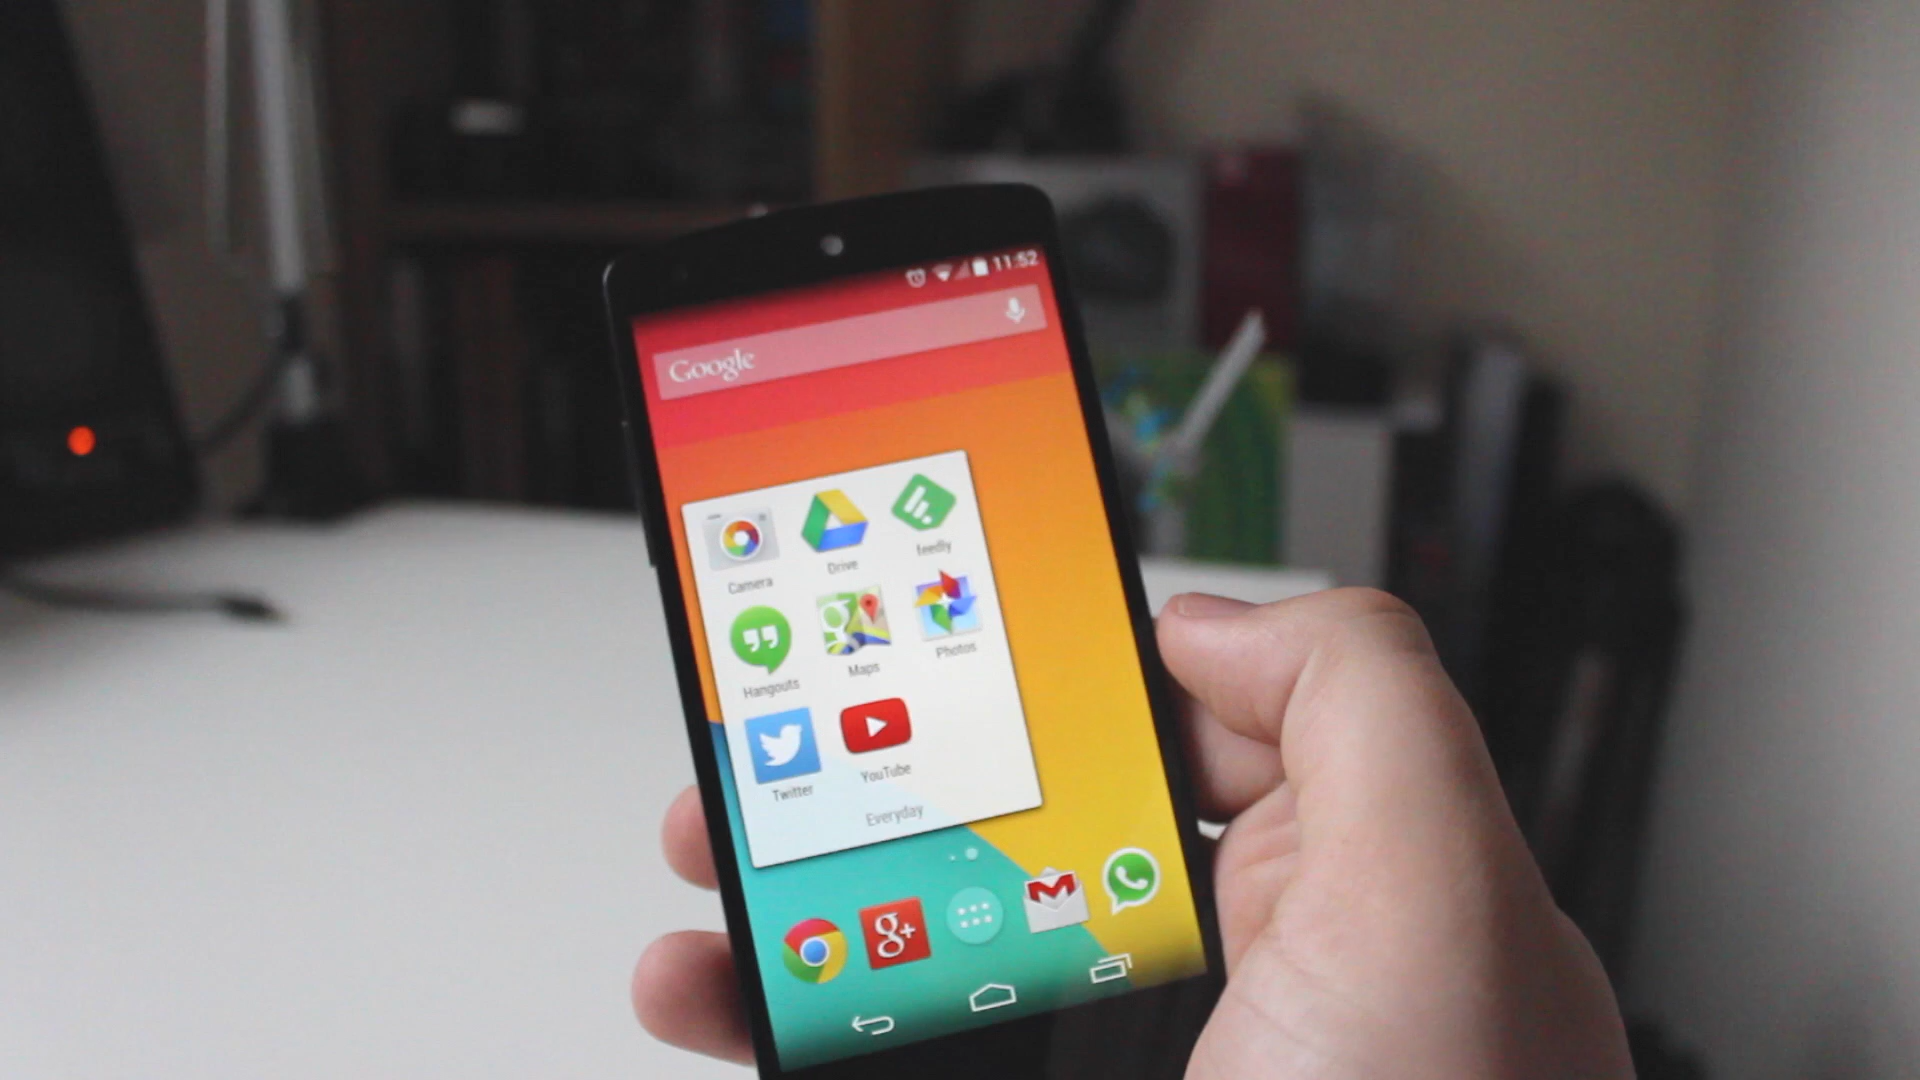 11:52
Google
Camera
Drive
feedly
Hangouts
Maps
Photos
Twitter
YouTube
Everyday
g+